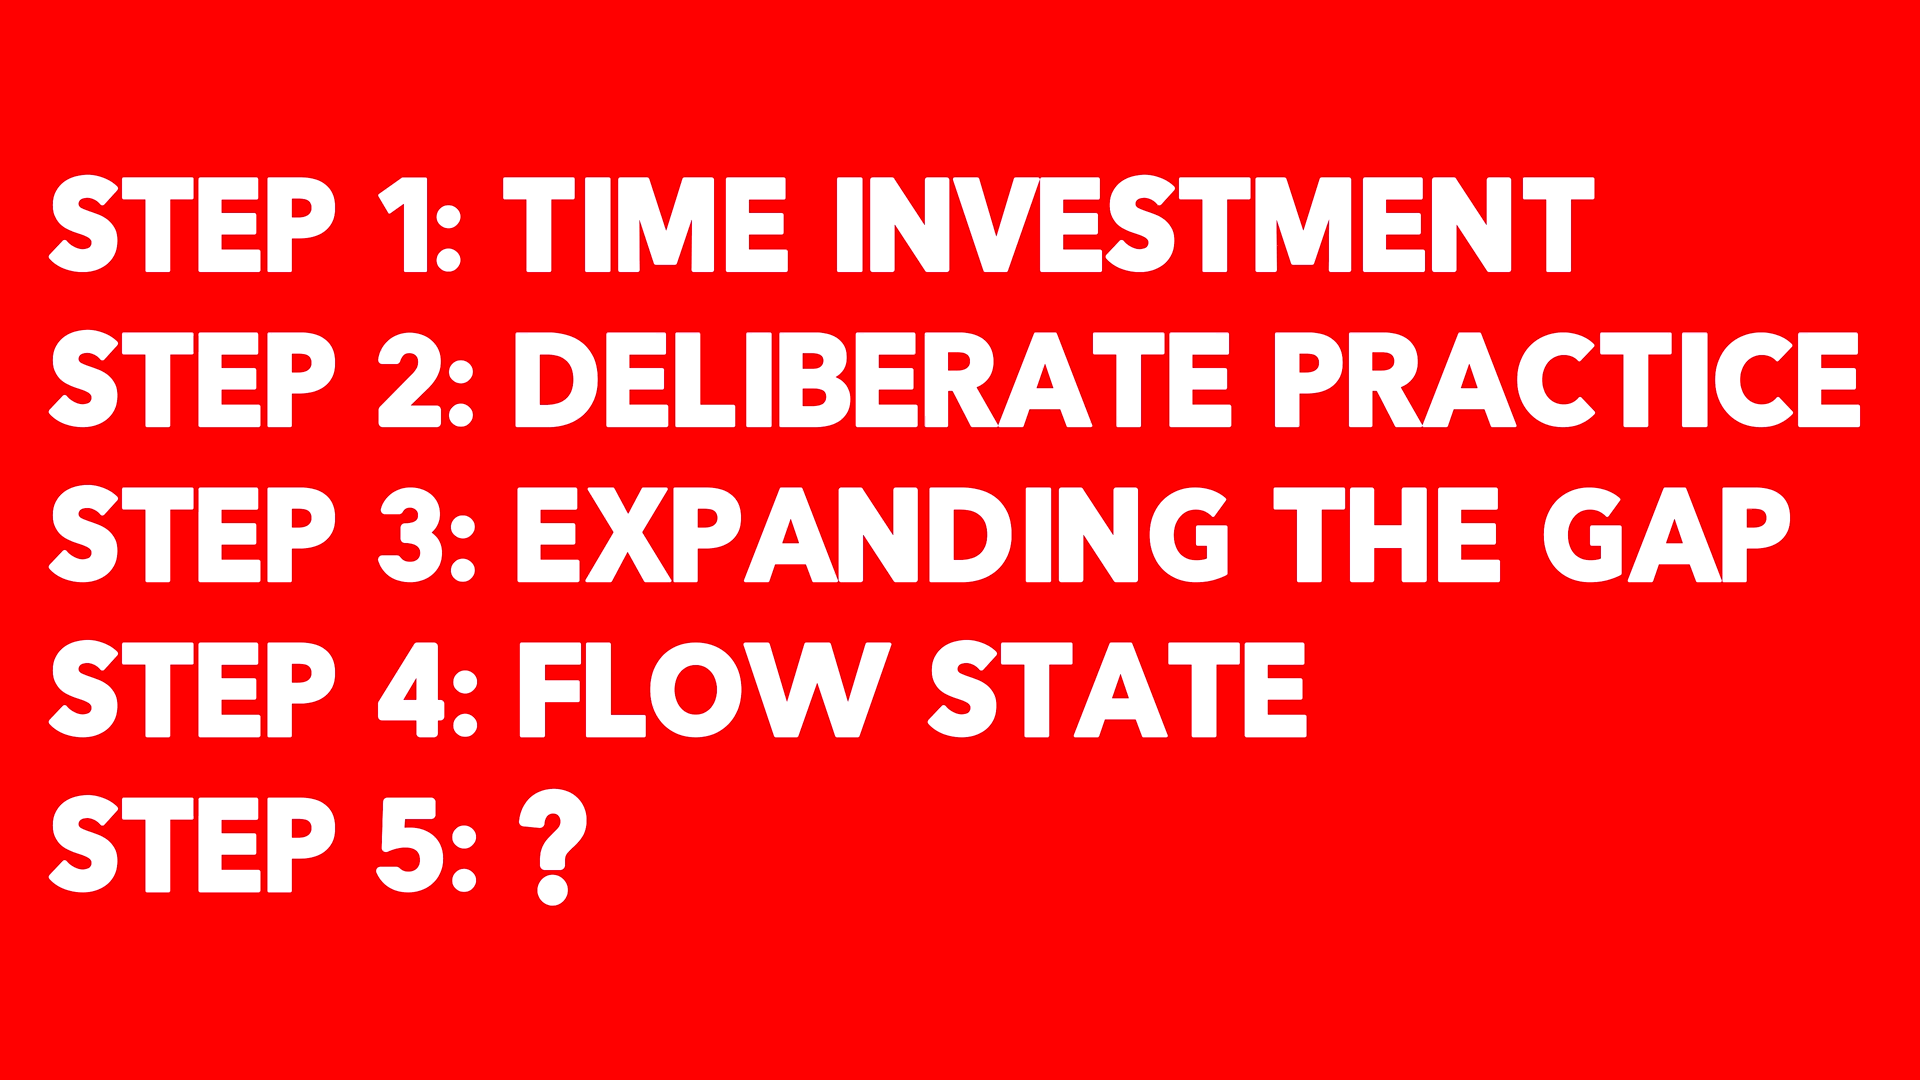 STEP 1: TIME INVESTMENT
STEP 2: DELIBERATE PRACTICE
STEP 3: EXPANDING THE GAP
STEP 4: FLOW STATE
STEP 5: ?